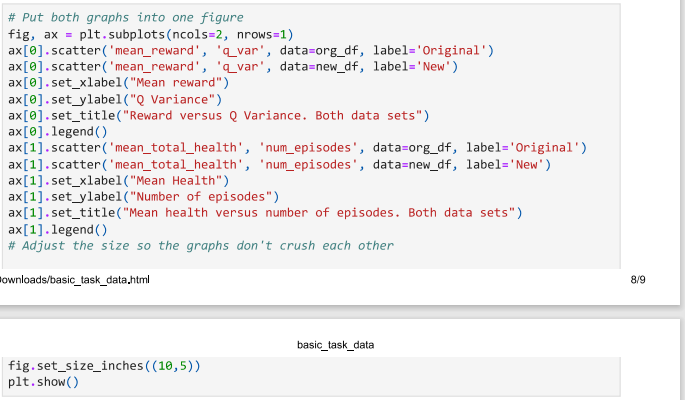 # Put both graphs into one figure
fig, ax = plt.subplots(ncols=2, nrows=1)
ax[0].scatter('mean_reward', 'q_var', data=org_df, label='Original')
ax[0].scatter('mean_reward', 'q_var', data=new_df, label='New')
ax[0].set_xlabel("Mean reward")
ax[0].set_ylabel("Q Variance")
ax[0].set_title("Reward versus Q Variance. Both data sets")
ax[0].legend()
ax[1].scatter('mean_total_health', 'num_episodes', data=org_df, label='Original')
ax[1].scatter('mean_total_health', 'num_episodes', data=new_df, label='New')
ax[1].set_xlabel("Mean Health")
ax[1].set_ylabel("Number of episodes")
ax[1].set_title("Mean health versus number of episodes. Both data sets")
ax[1].legend()
# Adjust the size so the graphs don't crush each other
ownloads/basic_task_data.html 8/9
basic_task_data
fig.set_size_inches((10,5))
plt.show()